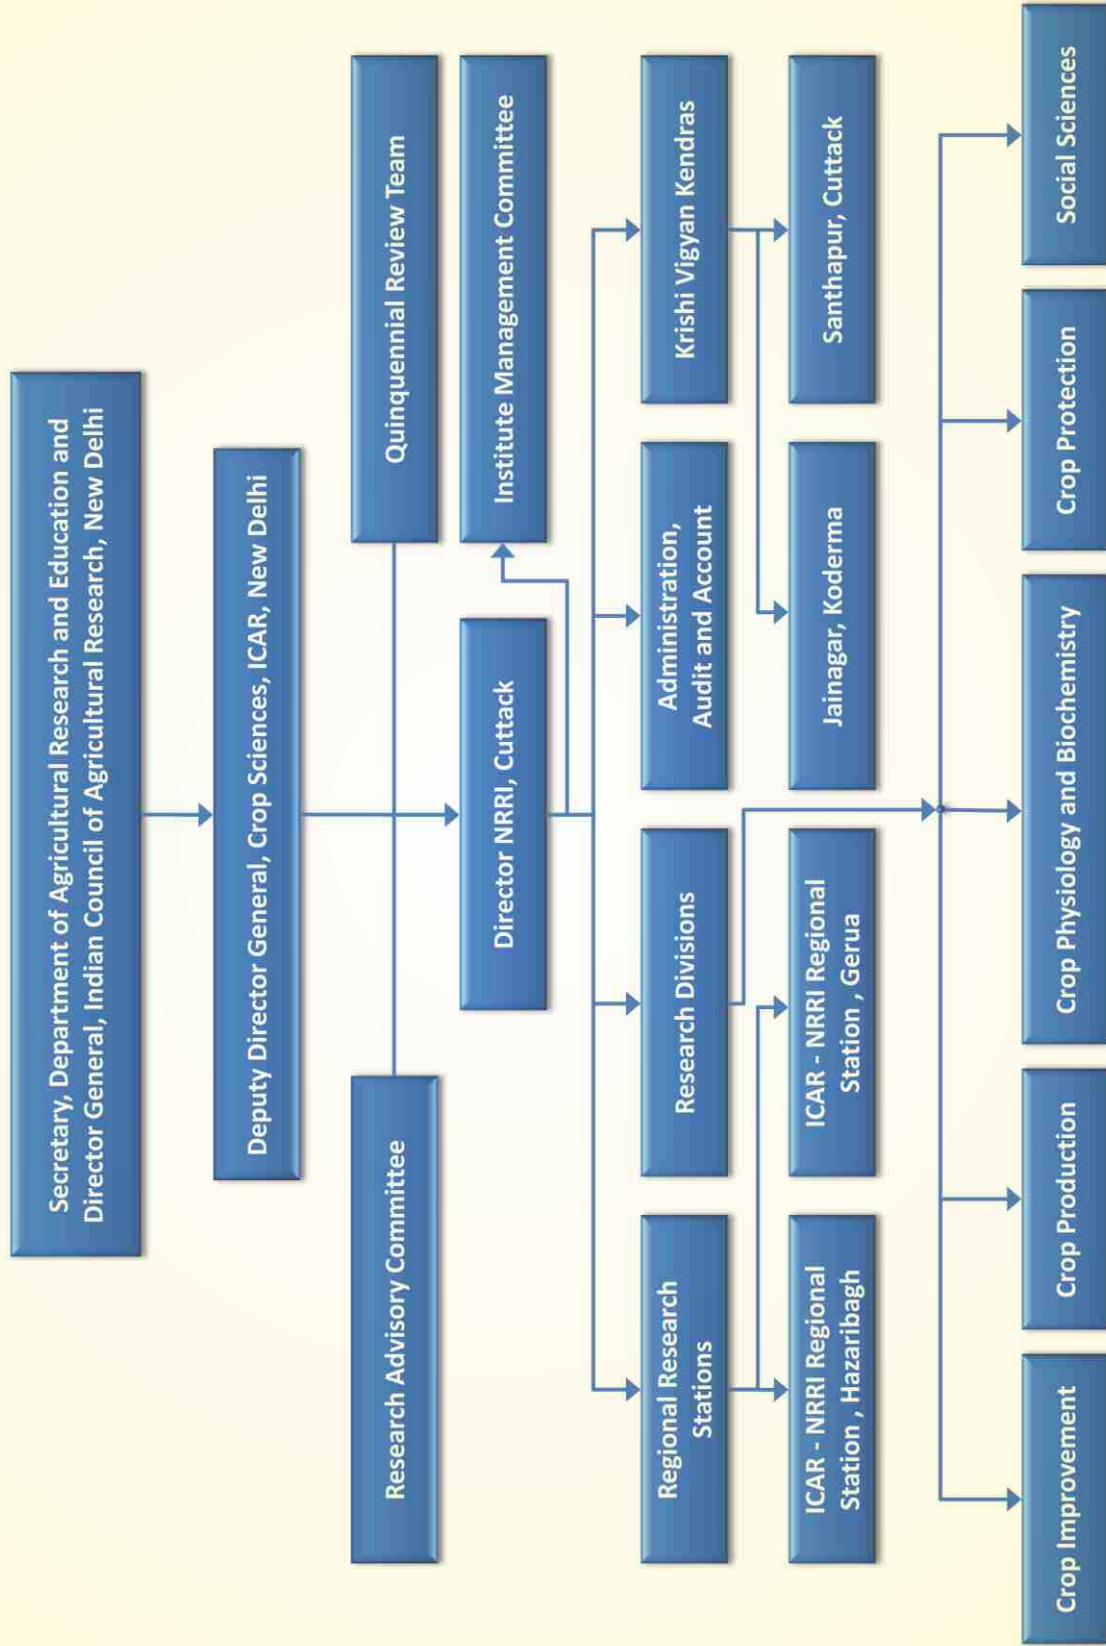 Secretary, Department of Agricultural Research and Education and
Director General, Indian Council of Agricultural Research, New Delhi
Deputy Director General, Crop Sciences, ICAR, New Delhi
Research Advisory Committee
Quinquennial Review Team
Director NRRI, Cuttack
Institute Management Committee
Regional Research
Stations
Research Divisions
Administration,
Audit and Account
Krishi Vigyan Kendras
ICAR - NRRI Regional
Station , Hazaribagh
ICAR - NRRI Regional
Station , Gerua
Jainagar, Koderma
Santhapur, Cuttack
Crop Improvement
Crop Production
Crop Physiology and Biochemistry
Crop Protection
Social Sciences